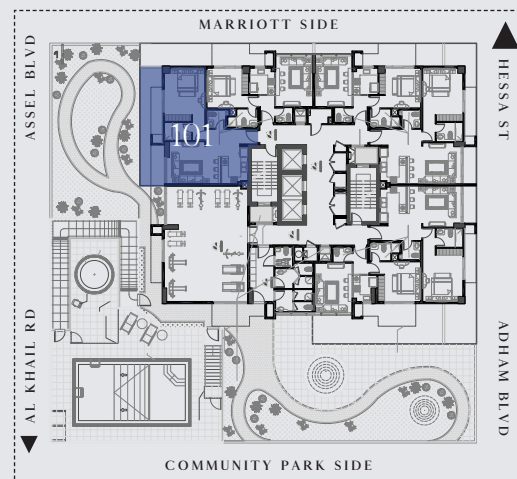 MARRIOTT SIDE
ASSEL BLVD
HESSA ST
101
AL KHAIL RD
ADHAM BLVD
COMMUNITY PARK SIDE